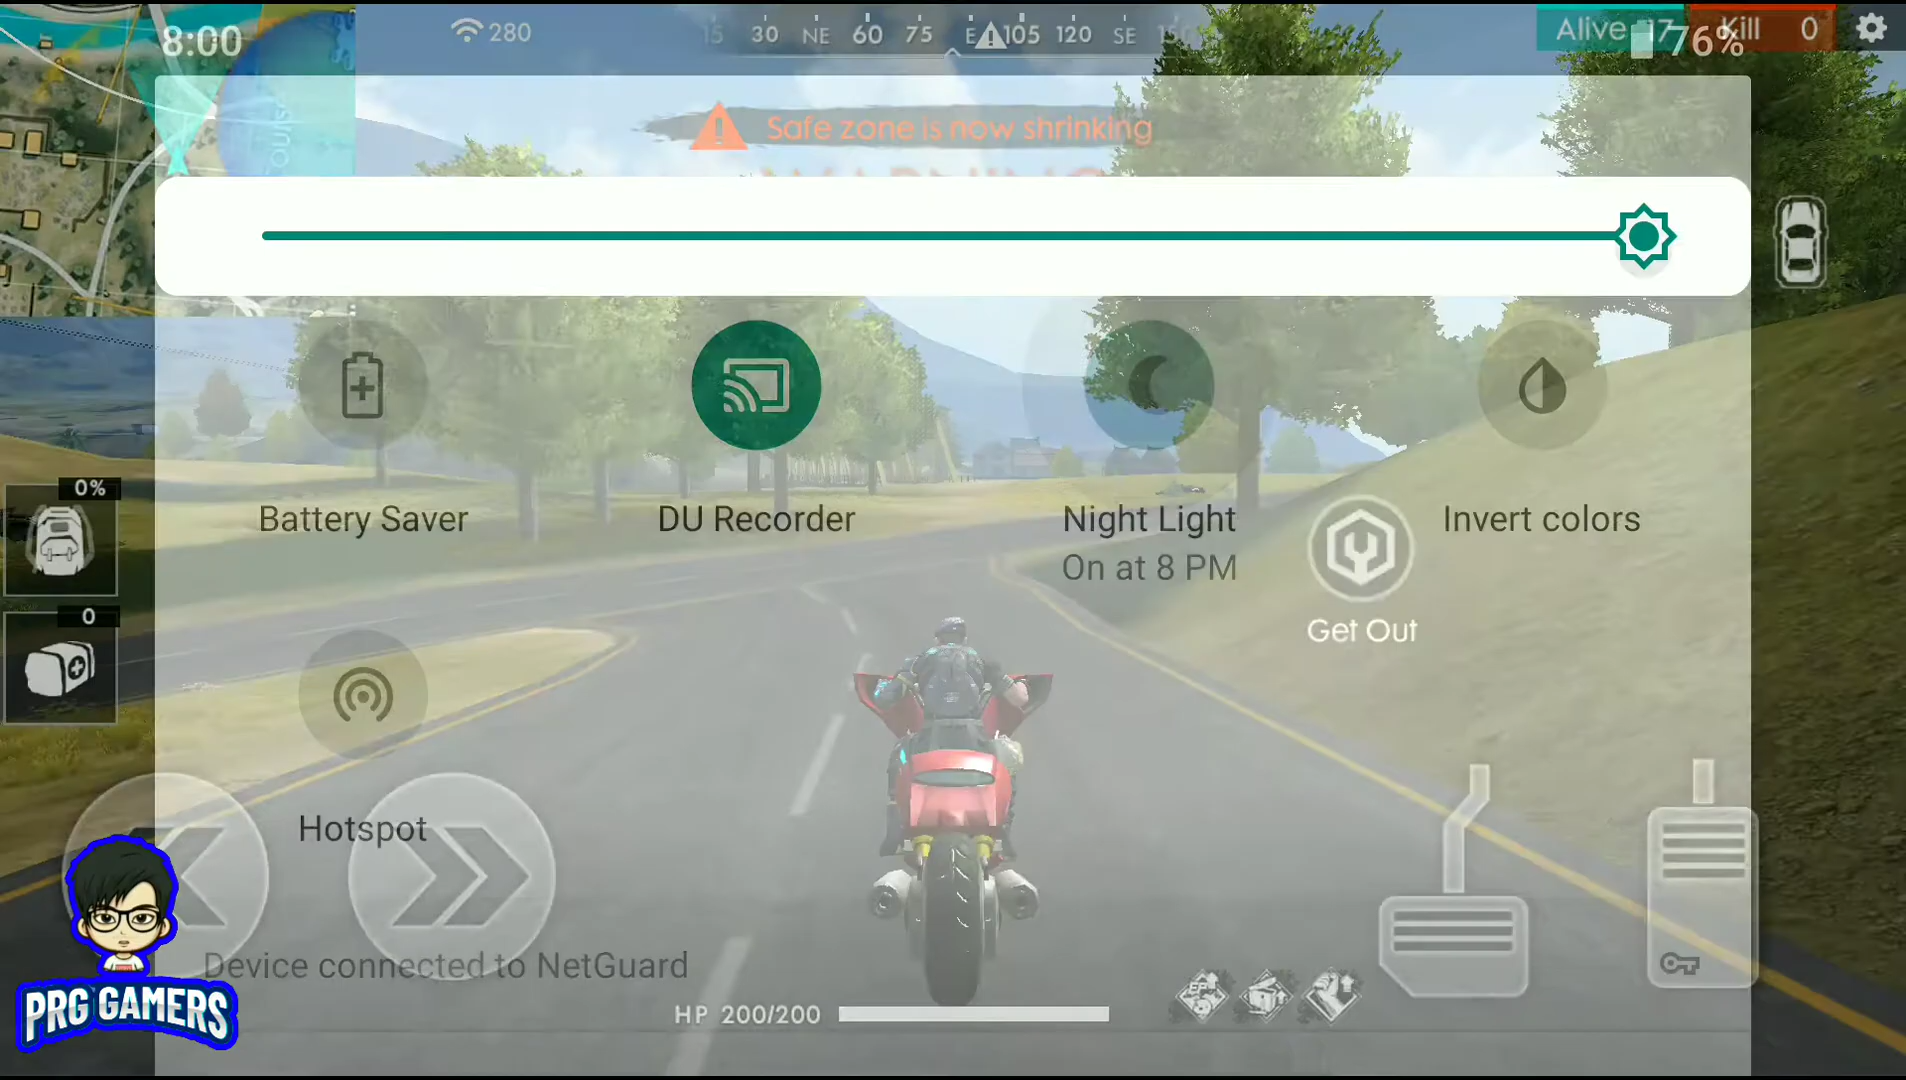 8:00
280
15 30 NE 60 75 E 105 120 SE 150
Alive 17 Kill 0
76%
Safe zone is now shrinking
WARNING
0%
Battery Saver
DU Recorder
Night Light
Invert colors
On at 8 PM
0
Get Out
Hotspot
Device connected to NetGuard
PRG GAMERS
HP 200/200